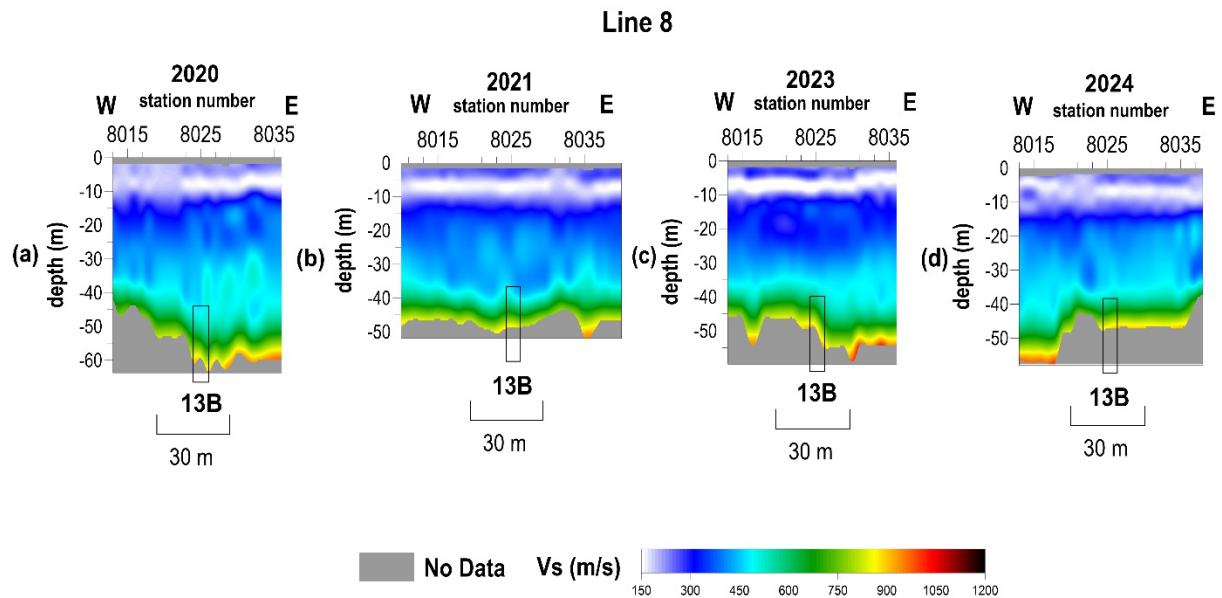 Line 8
2020
W station number E
8015 8025 8035
0
-10
-20
-30
-40
-50
-60
depth (m)
(a)
13B
30 m
2021
W station number E
8015 8025 8035
0
-10
-20
-30
-40
-50
depth (m)
(b)
13B
30 m
2023
W station number E
8015 8025 8035
0
-10
-20
-30
-40
-50
-60
depth (m)
(c)
13B
30 m
2024
W station number E
8015 8025 8035
0
-10
-20
-30
-40
-50
depth (m)
(d)
13B
30 m
No Data
Vs (m/s)
150 300 450 600 750 900 1050 1200